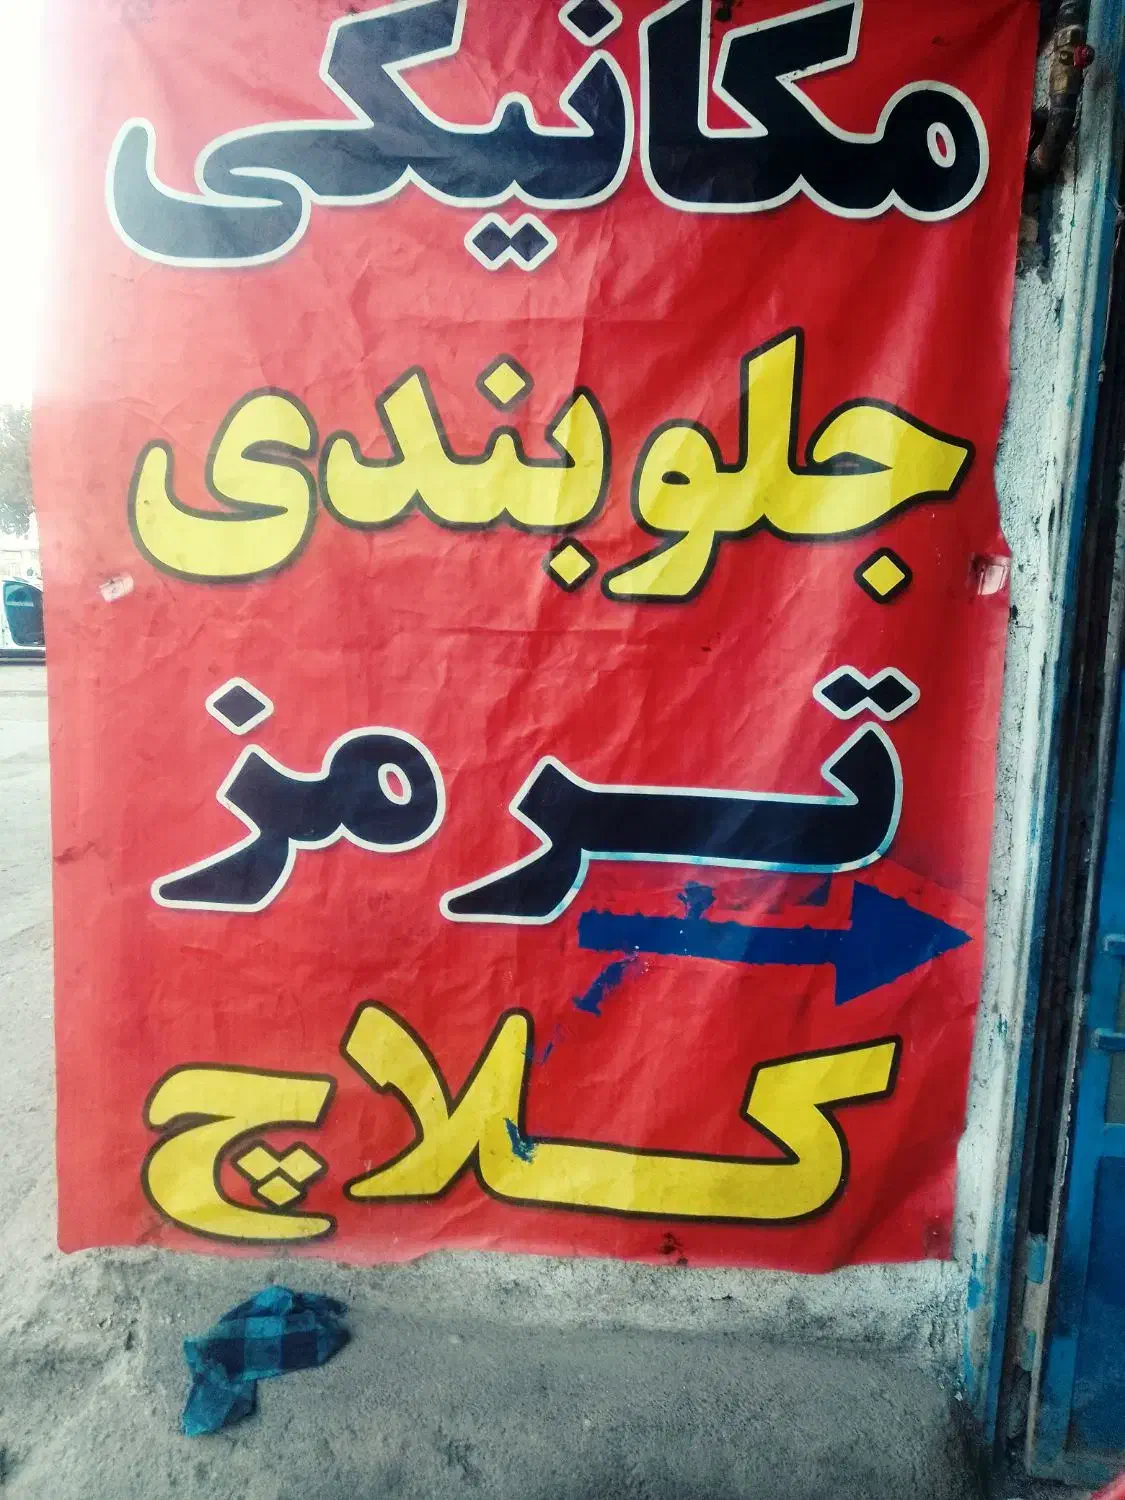 مکانیکی
جلوبندی
ترمز
کلاچ